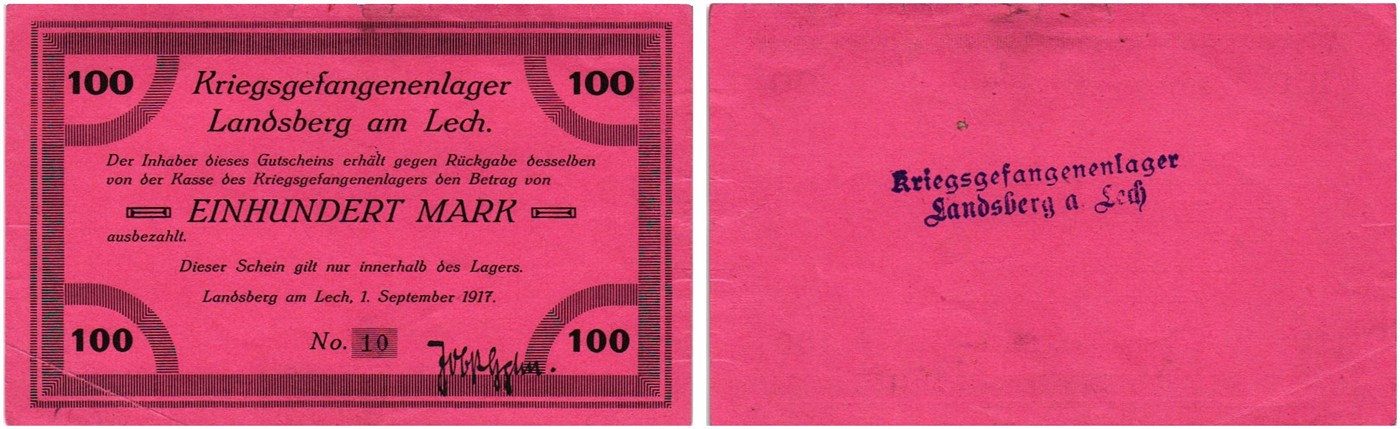 100
100
Kriegsgefangenenlager
Landsberg am Lech.
Der Inhaber dieses Gutscheins erhält gegen Rückgabe desselben
von der Kasse des Kriegsgefangenenlagers den Betrag von
EINHUNDERT MARK
ausbezahlt.
Dieser Schein gilt nur innerhalb des Lagers.
Landsberg am Lech, 1. September 1917.
100
No. 10
100
Kriegsgefangenenlager
Landsberg a. Lech